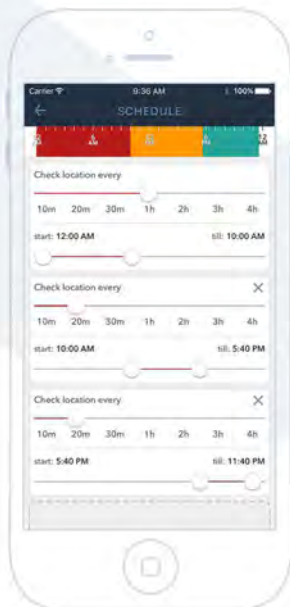 Carrier 9:36 AM 100%
SCHEDULE
Check location every
10m 20m 30m 1h 2h 3h 4h
start: 12:00 AM till: 10:00 AM
Check location every
10m 20m 30m 1h 2h 3h 4h
start: 10:00 AM till: 5:40 PM
Check location every
10m 20m 30m 1h 2h 3h 4h
start: 5:40 PM till: 11:40 PM